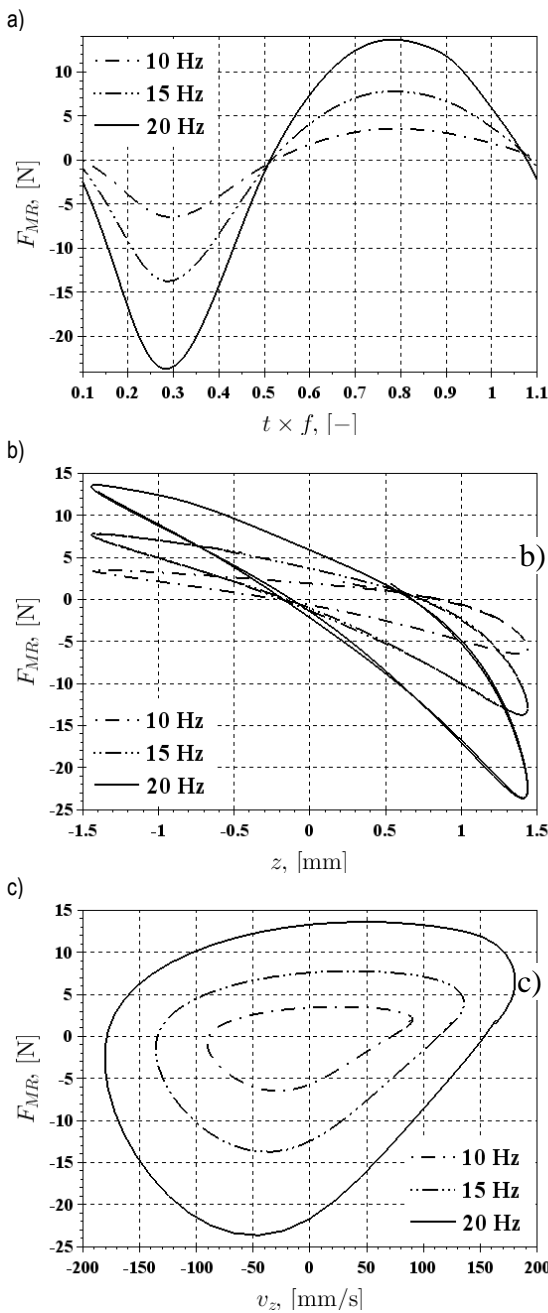 a)
10
5
0
-5
-10
-15
-20
F_MR, [N]
10 Hz
15 Hz
20 Hz
0.1 0.2 0.3 0.4 0.5 0.6 0.7 0.8 0.9 1 1.1
t × f, [−]
b)
15
10
5
0
-5
-10
-15
-20
-25
F_MR, [N]
b)
10 Hz
15 Hz
20 Hz
-1.5 -1 -0.5 0 0.5 1 1.5
z, [mm]
c)
15
10
5
0
-5
-10
-15
-20
-25
F_MR, [N]
c)
10 Hz
15 Hz
20 Hz
-200 -150 -100 -50 0 50 100 150 200
v_z, [mm/s]